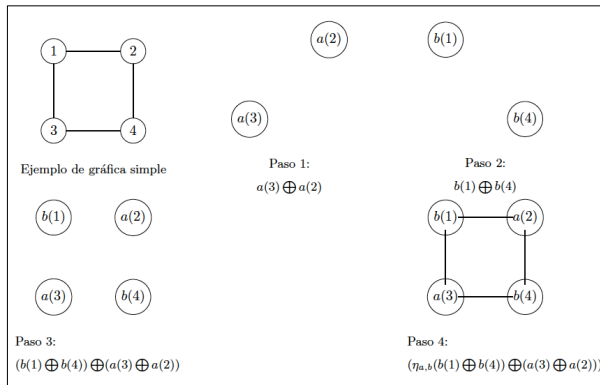 1 2
3 4
Ejemplo de gráfica simple
a(2)
a(3)
Paso 1:
a(3) ⨁ a(2)
b(1)
b(4)
Paso 2:
b(1) ⨁ b(4)
b(1) a(2)
a(3) b(4)
Paso 3:
(b(1) ⨁ b(4)) ⨁(a(3) ⨁ a(2))
b(1) a(2)
a(3) b(4)
Paso 4:
(η_{a,b}(b(1) ⨁ b(4)) ⨁(a(3) ⨁ a(2)))